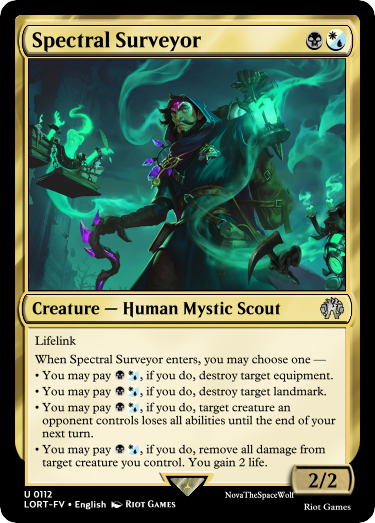 Spectral Surveyor
Creature — Human Mystic Scout
Lifelink
When Spectral Surveyor enters, you may choose one —
• You may pay , if you do, destroy target equipment.
• You may pay , if you do, destroy target landmark.
• You may pay , if you do, target creature an
opponent controls loses all abilities until the end of your
next turn.
• You may pay , if you do, remove all damage from
target creature you control. You gain 2 life.
2/2
U 0112
LORT-FV • English Riot Games
NovaTheSpaceWolf
Riot Games